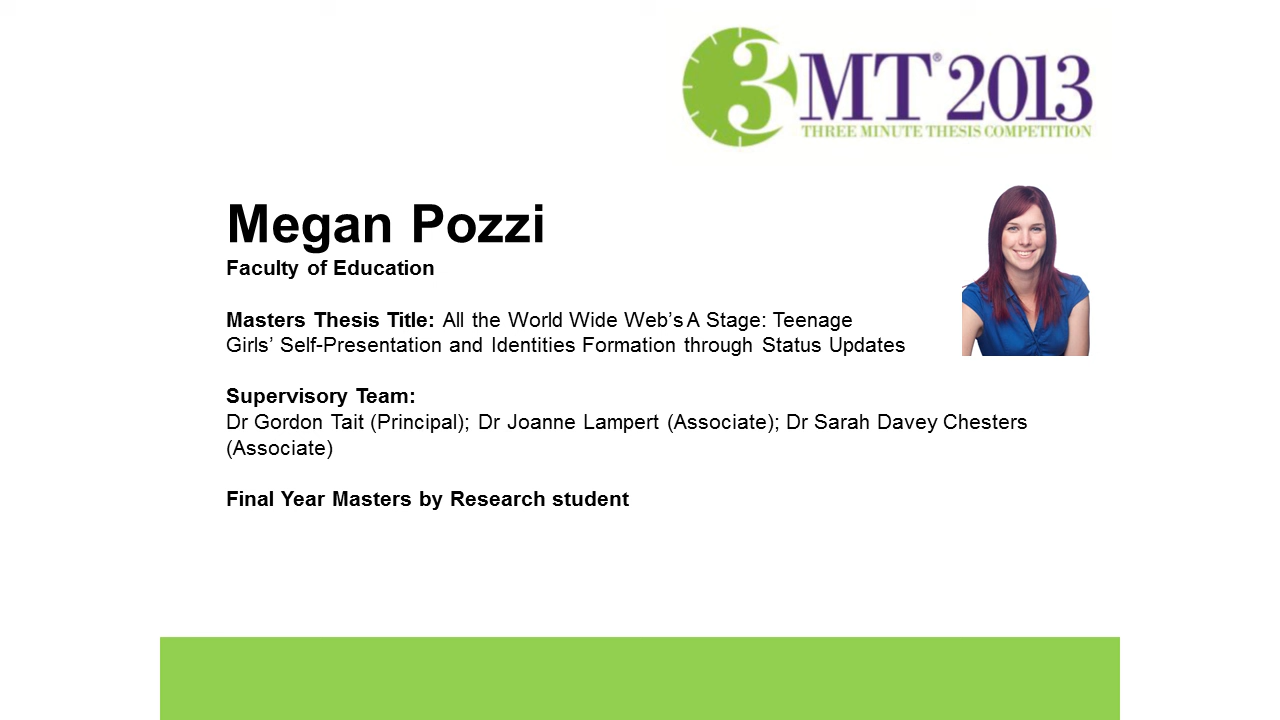 3MT® 2013
THREE MINUTE THESIS COMPETITION
Megan Pozzi
Faculty of Education
Masters Thesis Title: All the World Wide Web’s A Stage: Teenage
Girls’ Self-Presentation and Identities Formation through Status Updates
Supervisory Team:
Dr Gordon Tait (Principal); Dr Joanne Lampert (Associate); Dr Sarah Davey Chesters
(Associate)
Final Year Masters by Research student